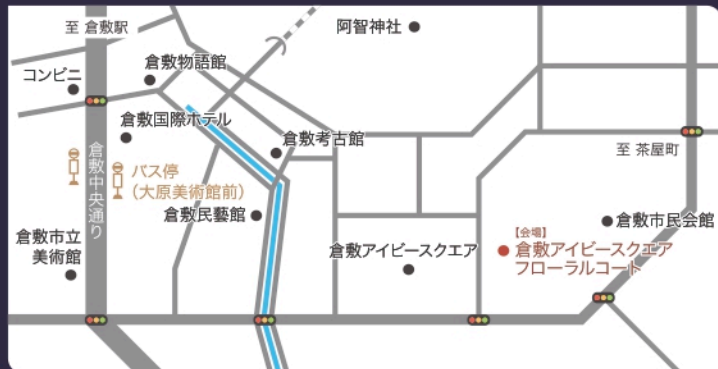 至 倉敷駅
阿智神社
コンビニ
倉敷物語館
倉敷国際ホテル
倉敷考古館
至 茶屋町
倉敷中央通り
バス停
(大原美術館前)
倉敷民藝館
倉敷市民会館
倉敷市立
美術館
倉敷アイビースクエア
【会場】
倉敷アイビースクエア
フローラルコート